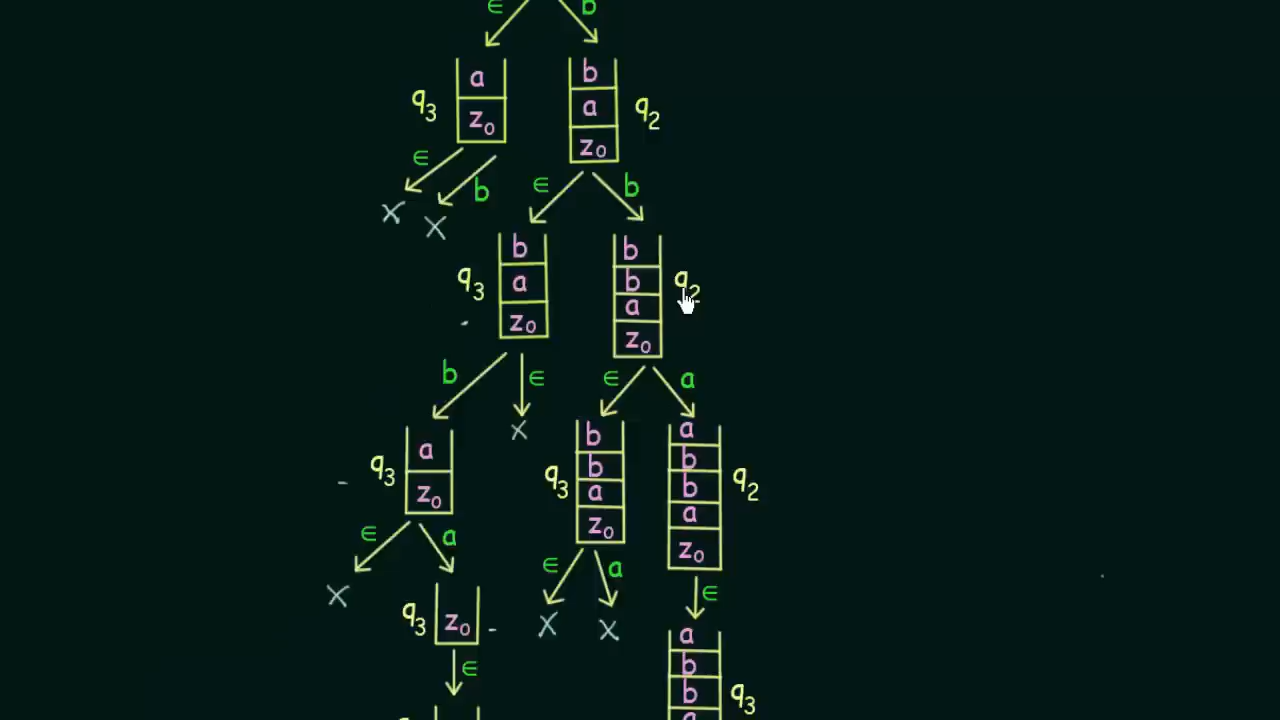 ∈ b
a b
q3 z0 a q2
z0
∈ b
x x
∈ b
b b
q3 a b q2
z0 a
z0
b ∈ ∈ a
x
a b a
q3 z0 q3 b b q2
a b
z0 a
z0
∈ a ∈ a ∈
x q3 z0 x x
a
∈ b
b q3
q a